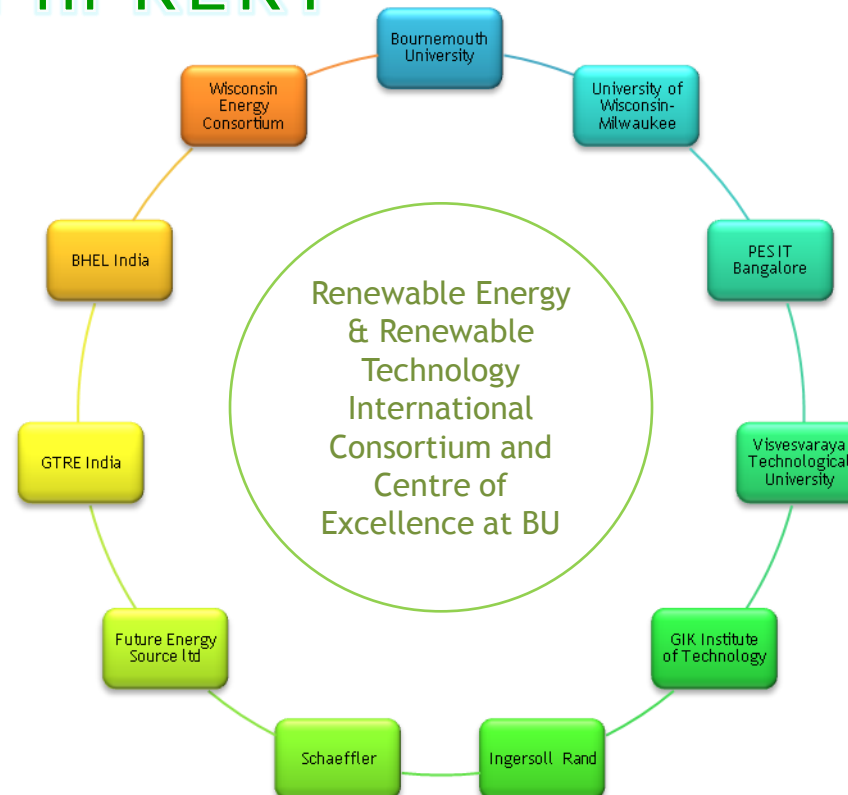 in RERT
Bournemouth
University
University of
Wisconsin-
Milwaukee
PES IT
Bangalore
Visvesvaraya
Technological
University
GIK Institute
of Technology
Ingersoll Rand
Schaeffler
Future Energy
Source ltd
GTRE India
BHEL India
Wisconsin
Energy
Consortium
Renewable Energy
& Renewable
Technology
International
Consortium and
Centre of
Excellence at BU